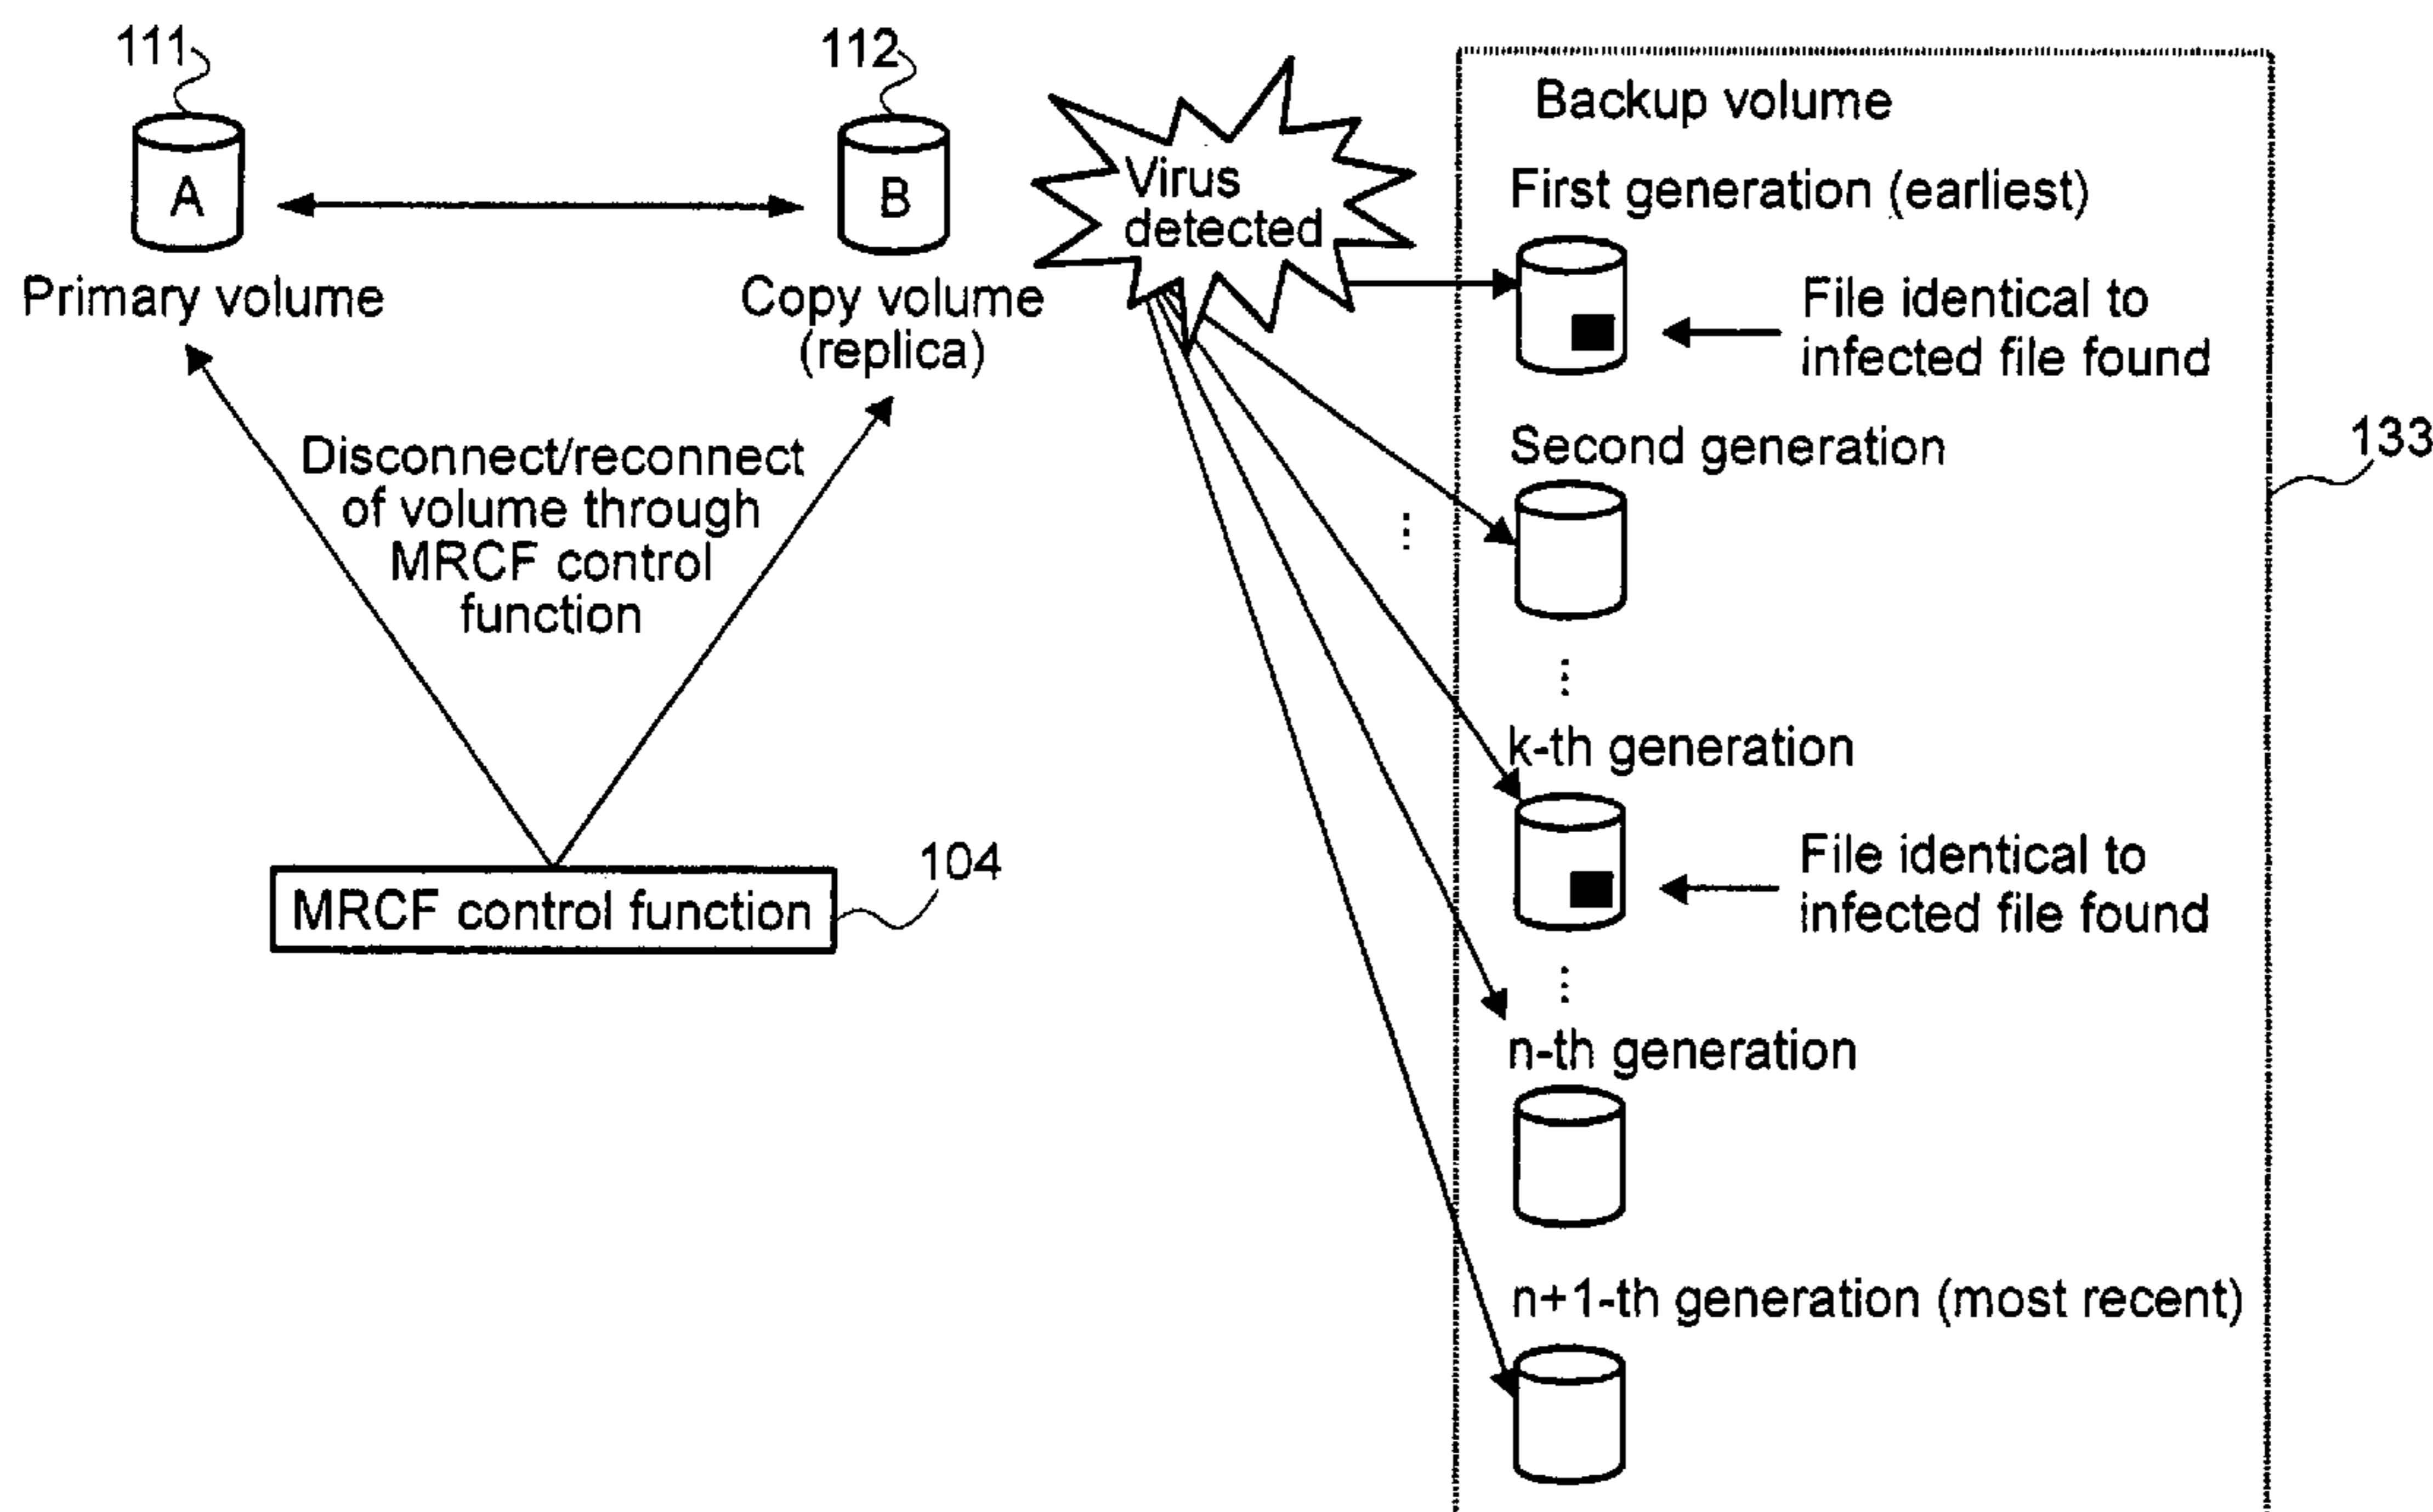 111
A
Primary volume
112
B
Copy volume
(replica)
Virus
detected
Disconnect/reconnect
of volume through
MRCF control
function
MRCF control function
104
Backup volume
First generation (earliest)
File identical to
infected file found
Second generation
⋮
⋮
k-th generation
File identical to
infected file found
⋮
n-th generation
n+1-th generation (most recent)
133